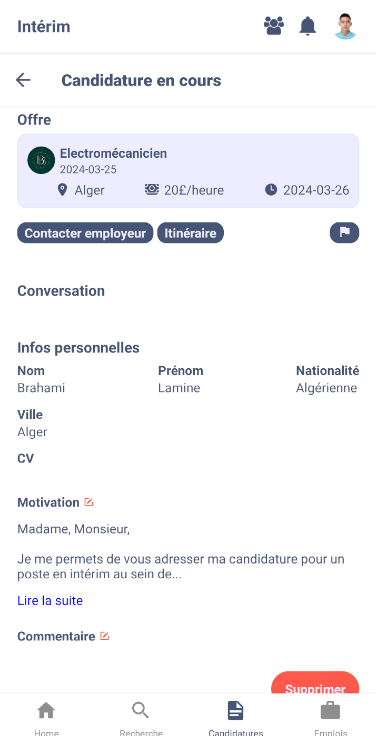 Intérim
Candidature en cours
Offre
Electromécanicien
2024-03-25
Alger 20£/heure 2024-03-26
Contacter employeur Itinéraire
Conversation
Infos personnelles
Nom Prénom Nationalité
Brahami Lamine Algérienne
Ville
Alger
CV
Motivation
Madame, Monsieur,
Je me permets de vous adresser ma candidature pour un
poste en intérim au sein de...
Lire la suite
Commentaire
Supprimer
Home Recherche Candidatures Emplois